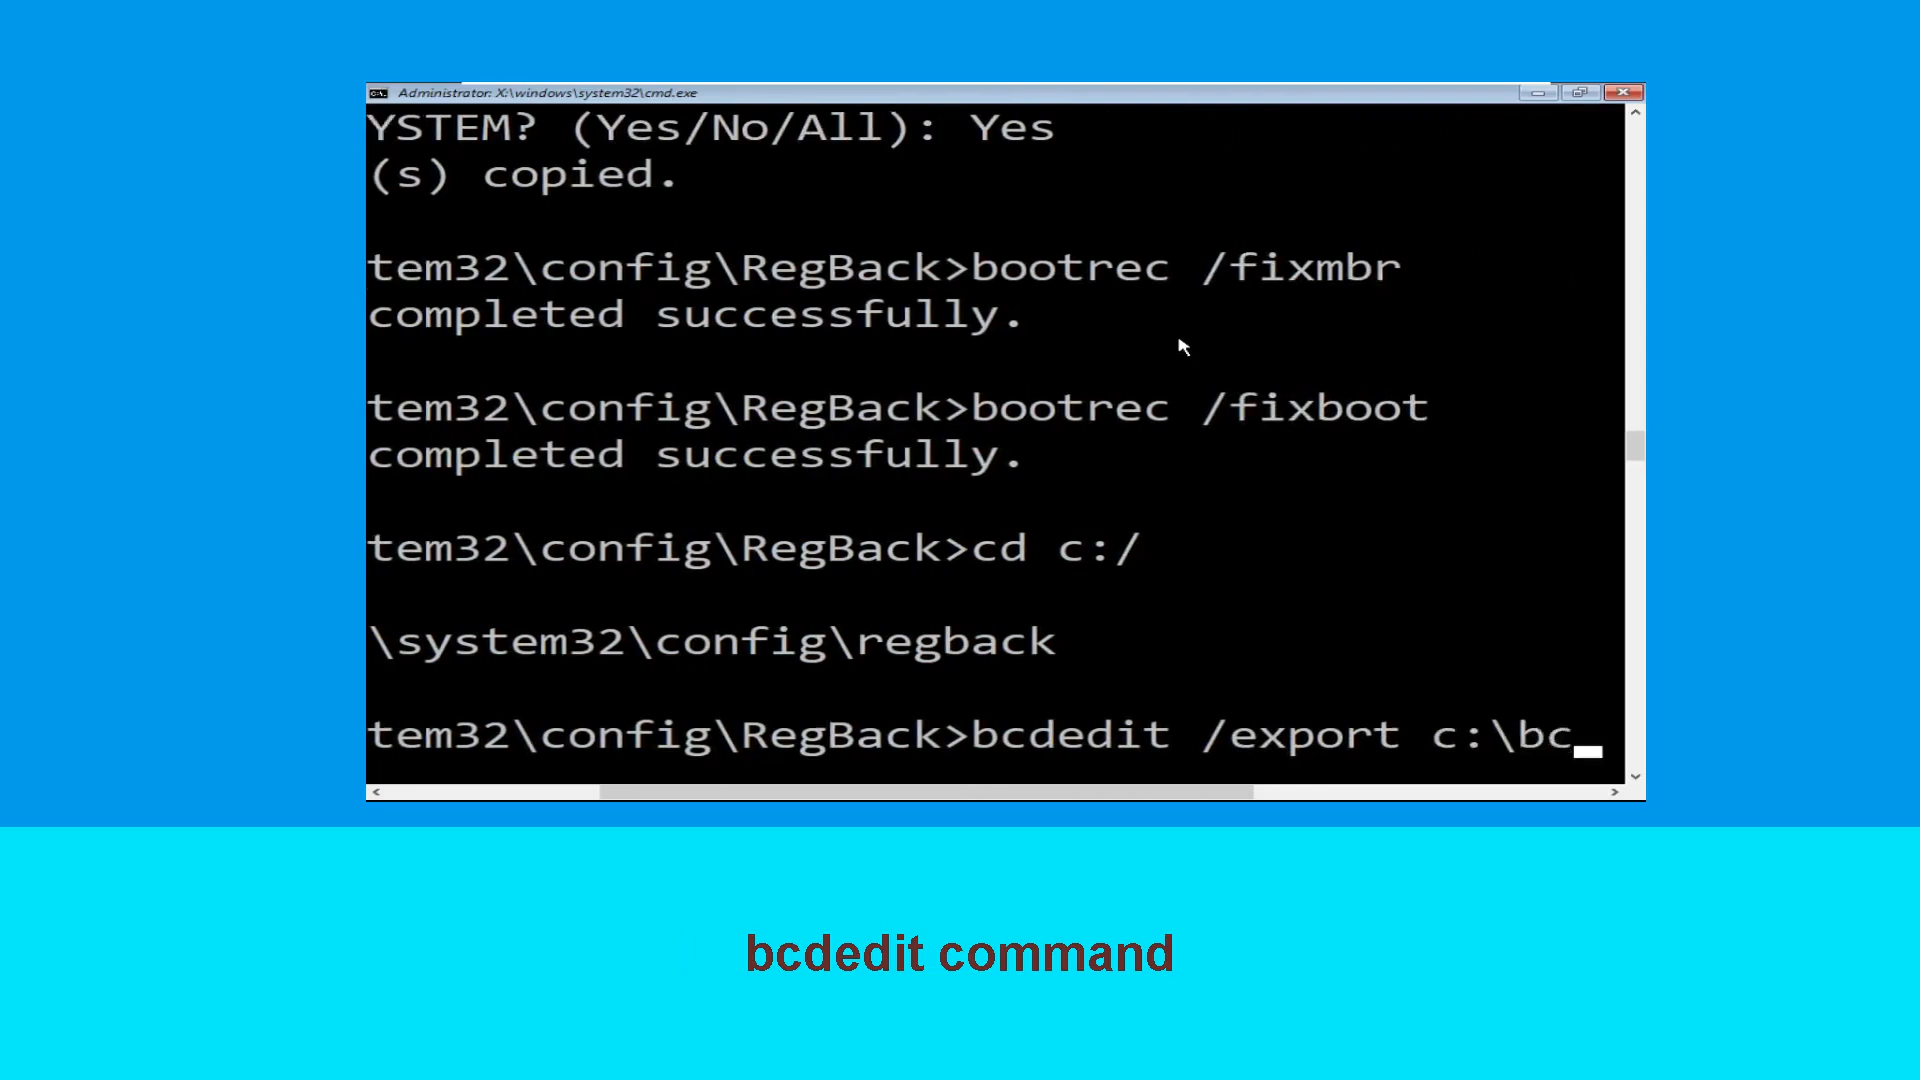 Administrator: X:\windows\system32\cmd.exe
YSTEM? (Yes/No/All): Yes
(s) copied.
tem32\config\RegBack>bootrec /fixmbr
completed successfully.
tem32\config\RegBack>bootrec /fixboot
completed successfully.
tem32\config\RegBack>cd c:/
\system32\config\regback
tem32\config\RegBack>bcdedit /export c:\bc
bcdedit command